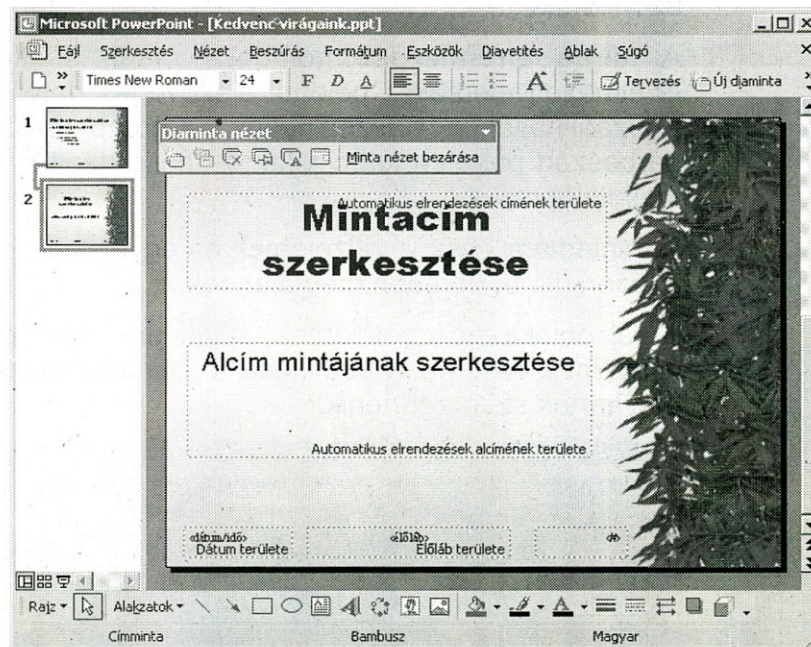 Microsoft PowerPoint - [Kedvenc virágaink.ppt]
Fájl Szerkesztés Nézet Beszúrás Formátum Eszközök Diavetítés Ablak Súgó
Times New Roman 24 F D A Tervezés Új diaminta
1
Diaminta nézet
Minta nézet bezárása
2
Automatikus elrendezések címének területe
Mintacím
szerkesztése
Alcím mintájának szerkesztése
Automatikus elrendezések alcímének területe
«dátum/idő» «élőláb» «#»
Dátum területe Élőláb területe
Rajz Alakzatok
Címminta Bambusz Magyar